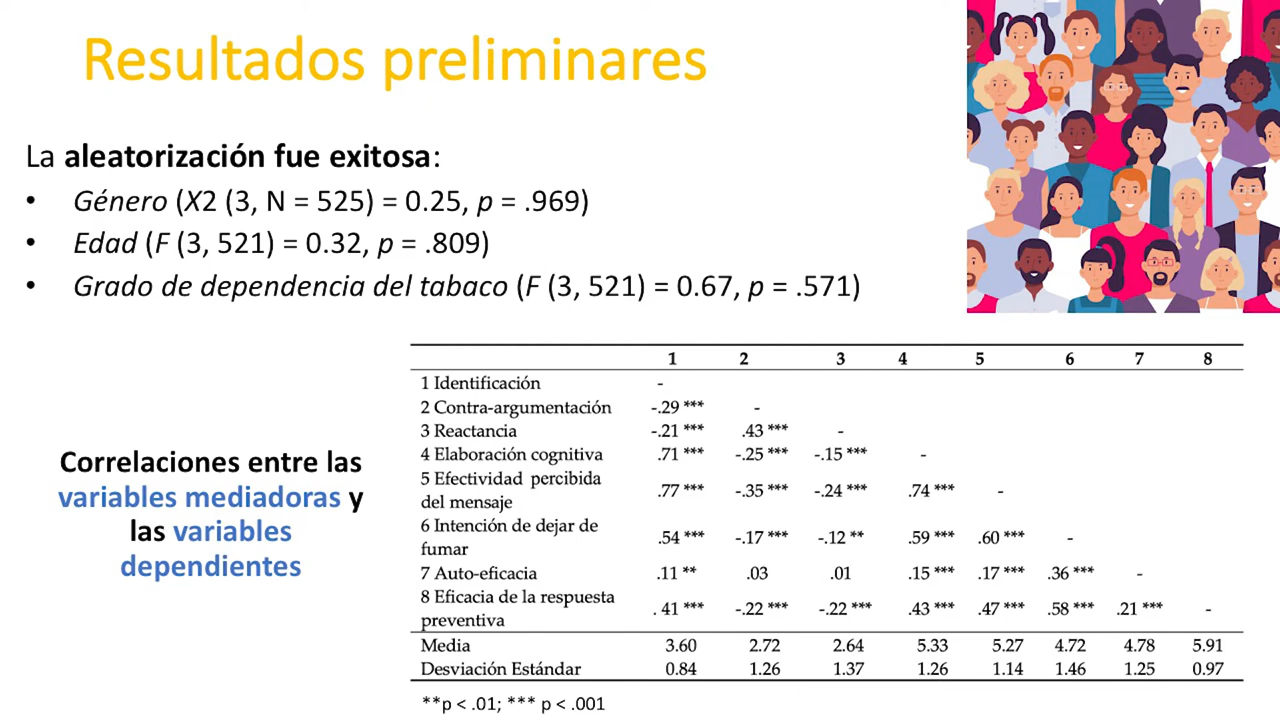 Resultados preliminares
La aleatorización fue exitosa:
• Género (X2 (3, N = 525) = 0.25, p = .969)
• Edad (F (3, 521) = 0.32, p = .809)
• Grado de dependencia del tabaco (F (3, 521) = 0.67, p = .571)
Correlaciones entre las
variables mediadoras y
las variables
dependientes
1 2 3 4 5 6 7 8
1 Identificación -
2 Contra-argumentación -.29 *** -
3 Reactancia -.21 *** .43 *** -
4 Elaboración cognitiva .71 *** -.25 *** -.15 *** -
5 Efectividad percibida
del mensaje .77 *** -.35 *** -.24 *** .74 *** -
6 Intención de dejar de
fumar .54 *** -.17 *** -.12 ** .59 *** .60 *** -
7 Auto-eficacia .11 ** .03 .01 .15 *** .17 *** .36 *** -
8 Eficacia de la respuesta
preventiva . 41 *** -.22 *** -.22 *** .43 *** .47 *** .58 *** .21 *** -
Media 3.60 2.72 2.64 5.33 5.27 4.72 4.78 5.91
Desviación Estándar 0.84 1.26 1.37 1.26 1.14 1.46 1.25 0.97
**p < .01; *** p < .001